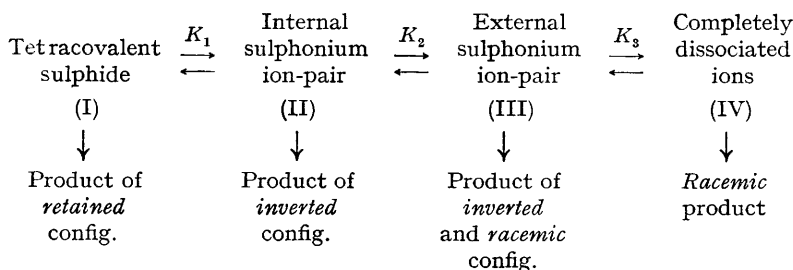 Tetracovalent sulphide (I) K₁ Internal sulphonium ion-pair (II) K₂ External sulphonium ion-pair (III) K₃ Completely dissociated ions (IV)
Product of retained config.
Product of inverted config.
Product of inverted and racemic config.
Racemic product